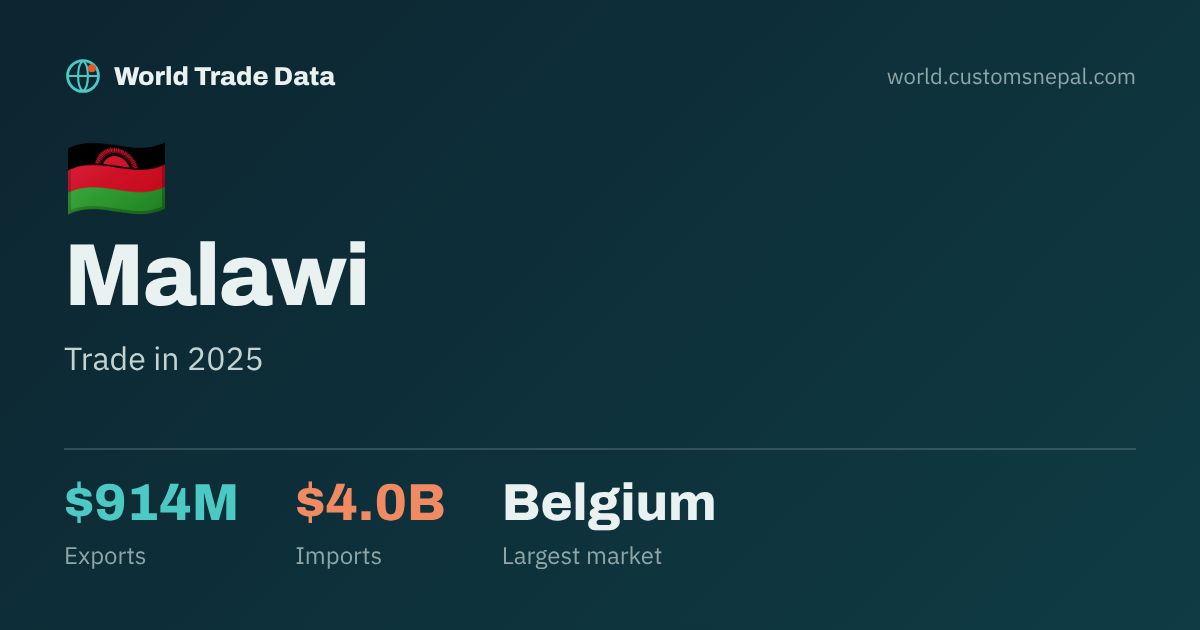 World Trade Data
world.customsnepal.com
Malawi
Trade in 2025
$914M
Exports
$4.0B
Imports
Belgium
Largest market